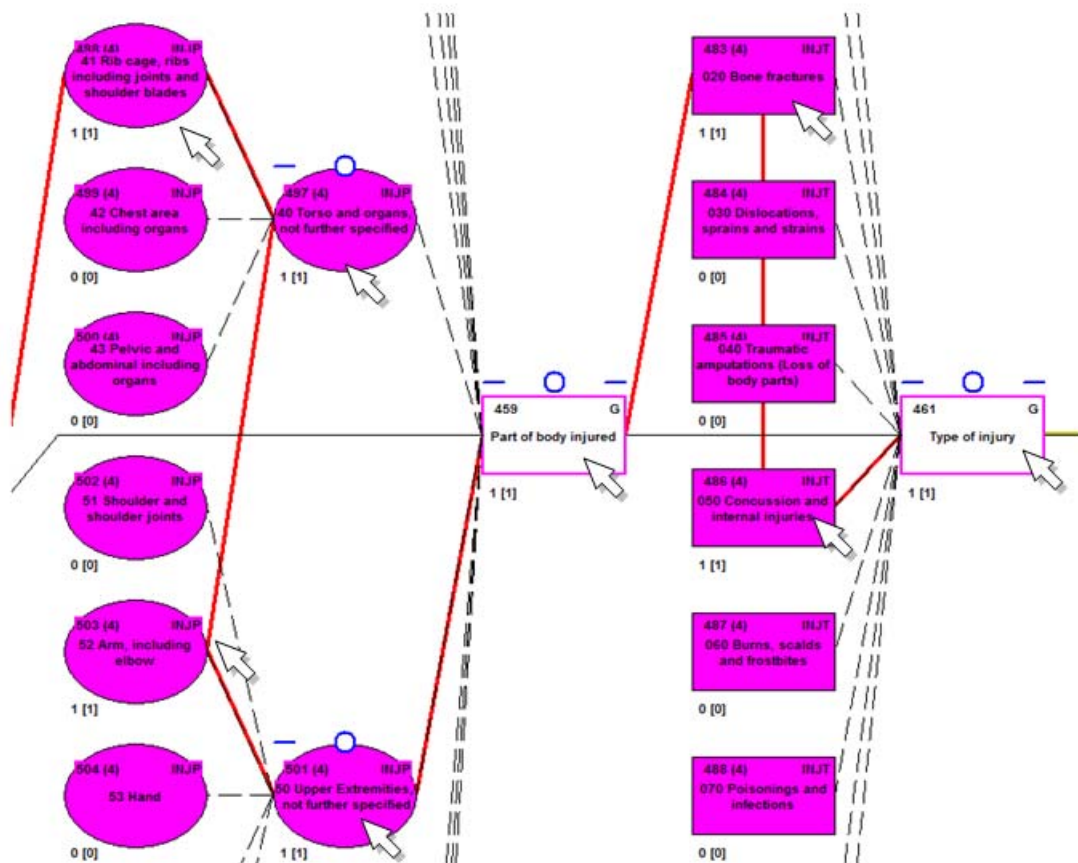 498 (4) INJP
41 Rib cage, ribs
including joints and
shoulder blades
1 [1]
499 (4) INJP
42 Chest area
including organs
0 [0]
500 (4) INJP
43 Pelvic and
abdominal including
organs
0 [0]
502 (4) INJP
51 Shoulder and
shoulder joints
0 [0]
503 (4) INJP
52 Arm, including
elbow
1 [1]
504 (4) INJP
53 Hand
0 [0]
497 (4) INJP
40 Torso and organs,
not further specified
1 [1]
501 (4) INJP
50 Upper Extremities,
not further specified
1 [1]
459 G
Part of body injured
1 [1]
483 (4) INJT
020 Bone fractures
1 [1]
484 (4) INJT
030 Dislocations,
sprains and strains
0 [0]
485 (4) INJT
040 Traumatic
amputations (Loss of
body parts)
0 [0]
486 (4) INJT
050 Concussion and
internal injuries
1 [1]
487 (4) INJT
060 Burns, scalds
and frostbites
0 [0]
488 (4) INJT
070 Poisonings and
infections
0 [0]
461 G
Type of injury
1 [1]